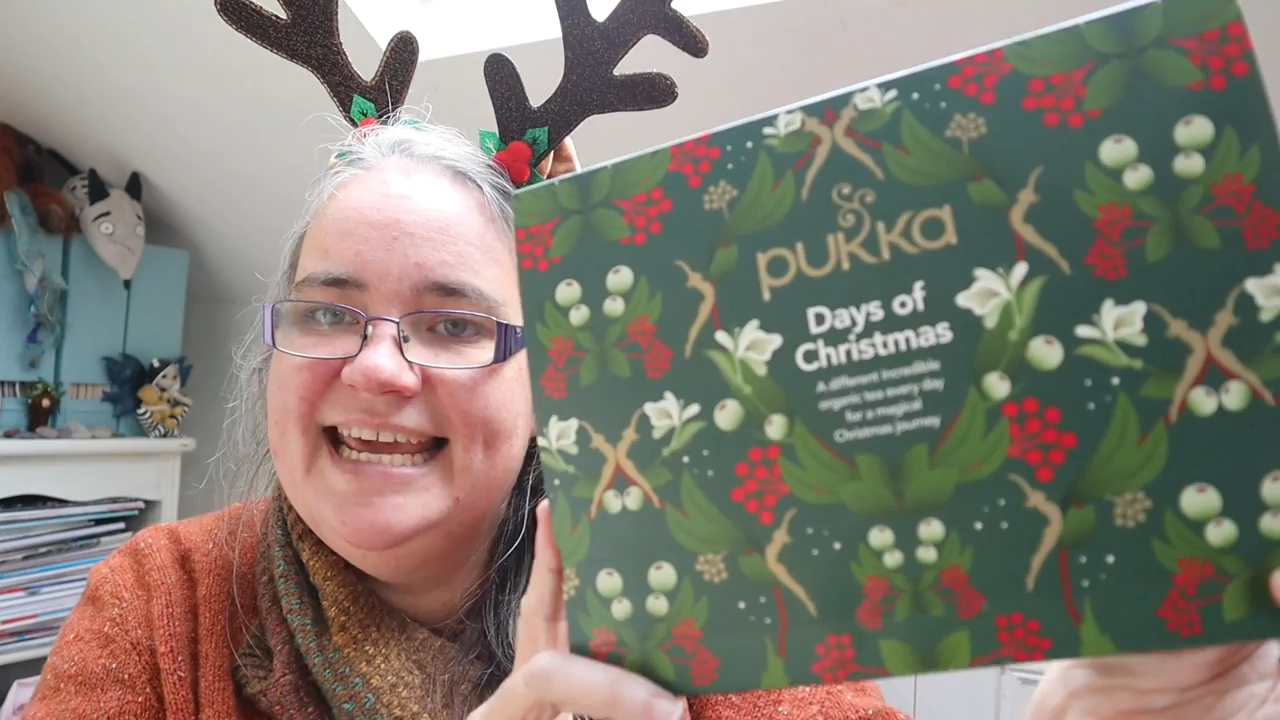 pukka
Days of
Christmas
A different incredible
organic tea every day
for a magical
Christmas journey